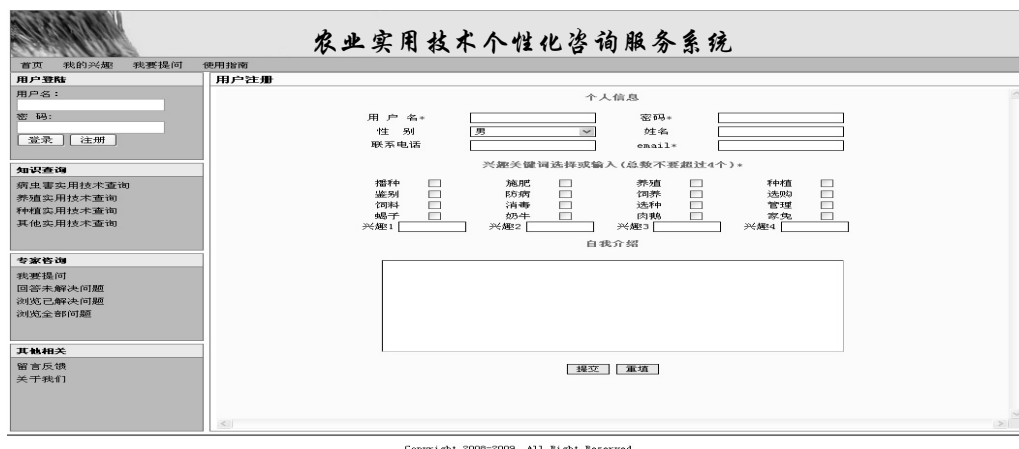 农业实用技术个性化咨询服务系统
首页 我的兴趣 我要提问 使用指南
用户登陆
用户名:
密 码:
登录 注册
知识查询
病虫害实用技术查询
养殖实用技术查询
种植实用技术查询
其他实用技术查询
专家咨询
我要提问
回答未解决问题
浏览已解决问题
浏览全部问题
其他相关
留言反馈
关于我们
用户注册
个人信息
用 户 名* 密码*
性 别 男 姓名
联系电话 email*
兴趣关键词选择或输入(总数不要超过4个)*
播种 施肥 养殖 种植
鉴别 防病 饲养 选购
饲料 消毒 选种 管理
蝎子 奶牛 肉鹅 家兔
兴趣1 兴趣2 兴趣3 兴趣4
自我介绍
提交 重填
Copyright 2008-2009 All Right Reserved